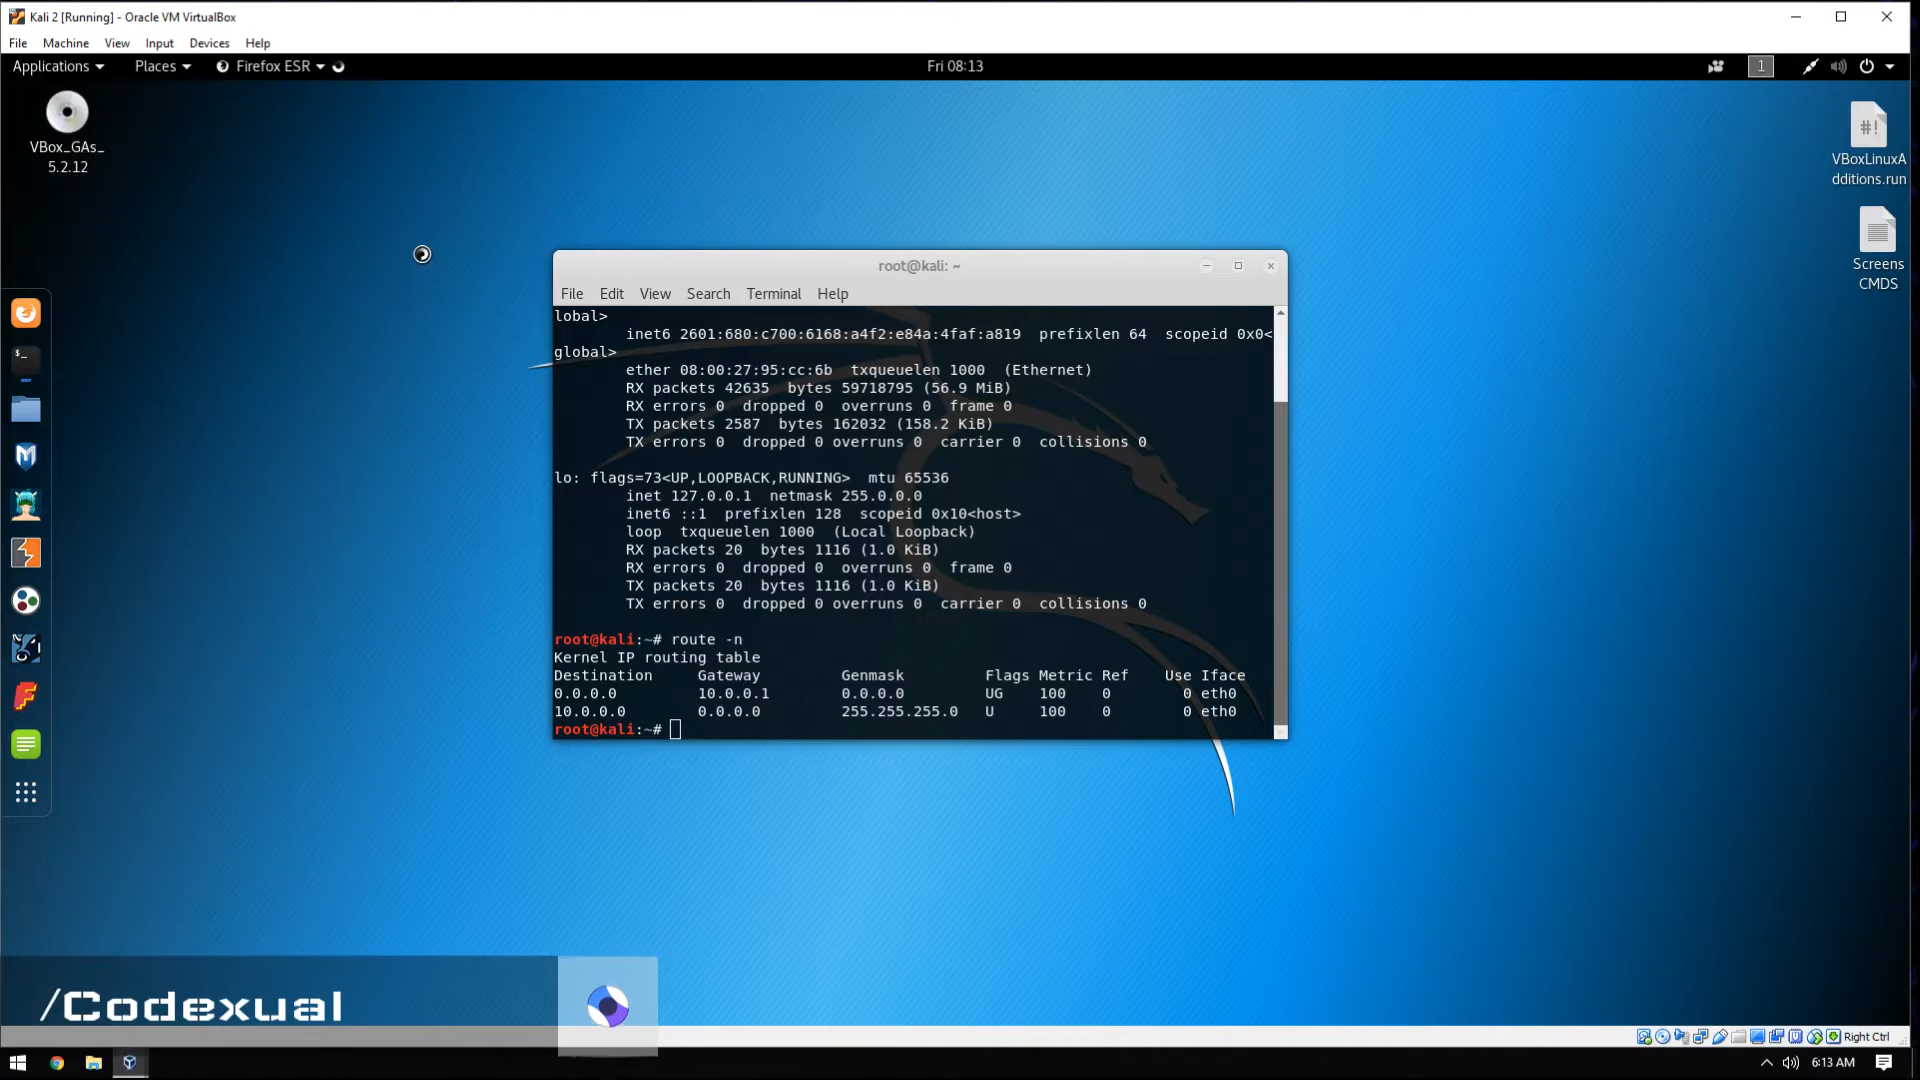 Kali 2 [Running] - Oracle VM VirtualBox
File Machine View Input Devices Help
Applications Places Firefox ESR Fri 08:13 1
VBox_GAs_
5.2.12
#!
VBoxLinuxA
dditions.run
Screens
CMDS
root@kali: ~
File Edit View Search Terminal Help
lobal>
inet6 2601:680:c700:6168:a4f2:e84a:4faf:a819 prefixlen 64 scopeid 0x0<
global>
ether 08:00:27:95:cc:6b txqueuelen 1000 (Ethernet)
RX packets 42635 bytes 59718795 (56.9 MiB)
RX errors 0 dropped 0 overruns 0 frame 0
TX packets 2587 bytes 162032 (158.2 KiB)
TX errors 0 dropped 0 overruns 0 carrier 0 collisions 0
lo: flags=73<UP,LOOPBACK,RUNNING> mtu 65536
inet 127.0.0.1 netmask 255.0.0.0
inet6 ::1 prefixlen 128 scopeid 0x10<host>
loop txqueuelen 1000 (Local Loopback)
RX packets 20 bytes 1116 (1.0 KiB)
RX errors 0 dropped 0 overruns 0 frame 0
TX packets 20 bytes 1116 (1.0 KiB)
TX errors 0 dropped 0 overruns 0 carrier 0 collisions 0
root@kali:~# route -n
Kernel IP routing table
Destination Gateway Genmask Flags Metric Ref Use Iface
0.0.0.0 10.0.0.1 0.0.0.0 UG 100 0 0 eth0
10.0.0.0 0.0.0.0 255.255.255.0 U 100 0 0 eth0
root@kali:~#
/Codexual
Right Ctrl
6:13 AM